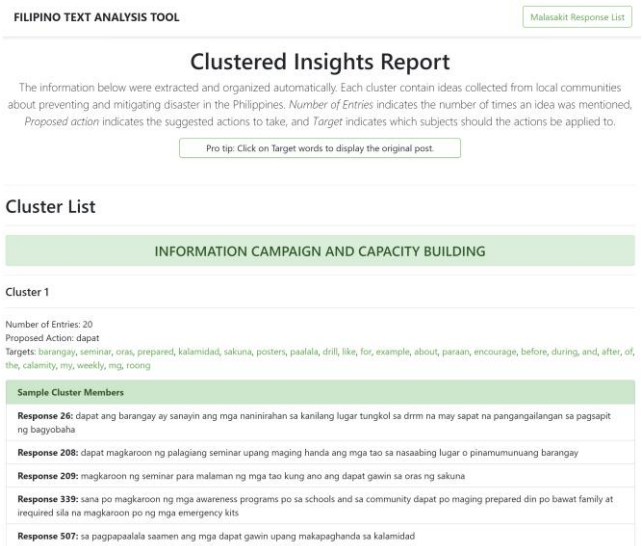 FILIPINO TEXT ANALYSIS TOOL
Malasakit Response List
Clustered Insights Report
The information below were extracted and organized automatically. Each cluster contain ideas collected from local communities
about preventing and mitigating disaster in the Philippines. Number of Entries indicates the number of times an idea was mentioned,
Proposed action indicates the suggested actions to take, and Target indicates which subjects should the actions be applied to.
Pro tip: Click on Target words to display the original post.
Cluster List
INFORMATION CAMPAIGN AND CAPACITY BUILDING
Cluster 1
Number of Entries: 20
Proposed Action: dapat
Targets: barangay, seminar, oras, prepared, kalamidad, sakuna, posters, paalala, drill, like, for, example, about, paraan, encourage, before, during, and, after, of,
the, calamity, my, weekly, mg, roong
Sample Cluster Members
Response 26: dapat ang barangay ay sanayin ang mga naninirahan sa kanilang lugar tungkol sa drrm na may sapat na pangangailangan sa pagsapit
ng bagyobaha
Response 208: dapat magkaroon ng palagiang seminar upang maging handa ang mga tao sa nasaabing lugar o pinamumunuang barangay
Response 209: magkaroon ng seminar para malaman ng mga tao kung ano ang dapat gawin sa oras ng sakuna
Response 339: sana po magkaroon ng mga awareness programs po sa schools and sa community dapat po maging prepared din po bawat family at
irequired sila na magkaroon po ng mga emergency kits
Response 507: sa pagpapaalala saamen ang mga dapat gawin upang makapaghanda sa kalamidad